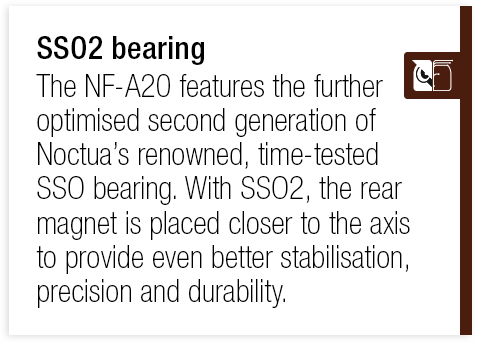 SSO2 bearing
The NF-A20 features the further
optimised second generation of
Noctua’s renowned, time-tested
SSO bearing. With SSO2, the rear
magnet is placed closer to the axis
to provide even better stabilisation,
precision and durability.